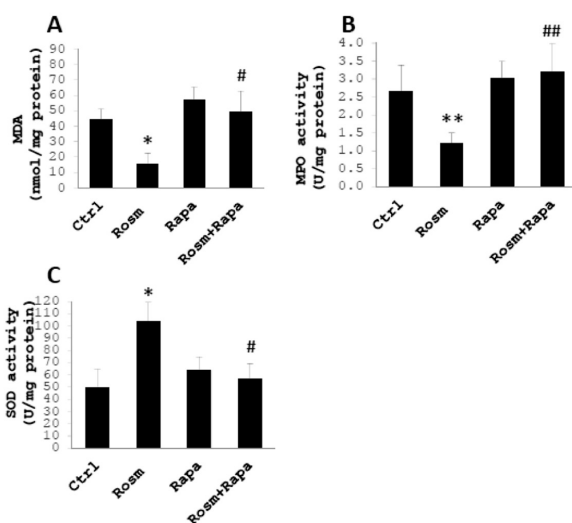 A
MDA
(nmol/mg protein)
90
80
70
60
50
40
30
20
10
0
*
#
Ctrl
Rosm
Rapa
Rosm+Rapa
B
MPO activity
(U/mg protein)
4.0
3.5
3.0
2.5
2.0
1.5
1.0
0.5
0.0
**
##
Ctrl
Rosm
Rapa
Rosm+Rapa
C
SOD activity
(U/mg protein)
120
110
100
90
80
70
60
50
40
30
20
10
0
*
#
Ctrl
Rosm
Rapa
Rosm+Rapa